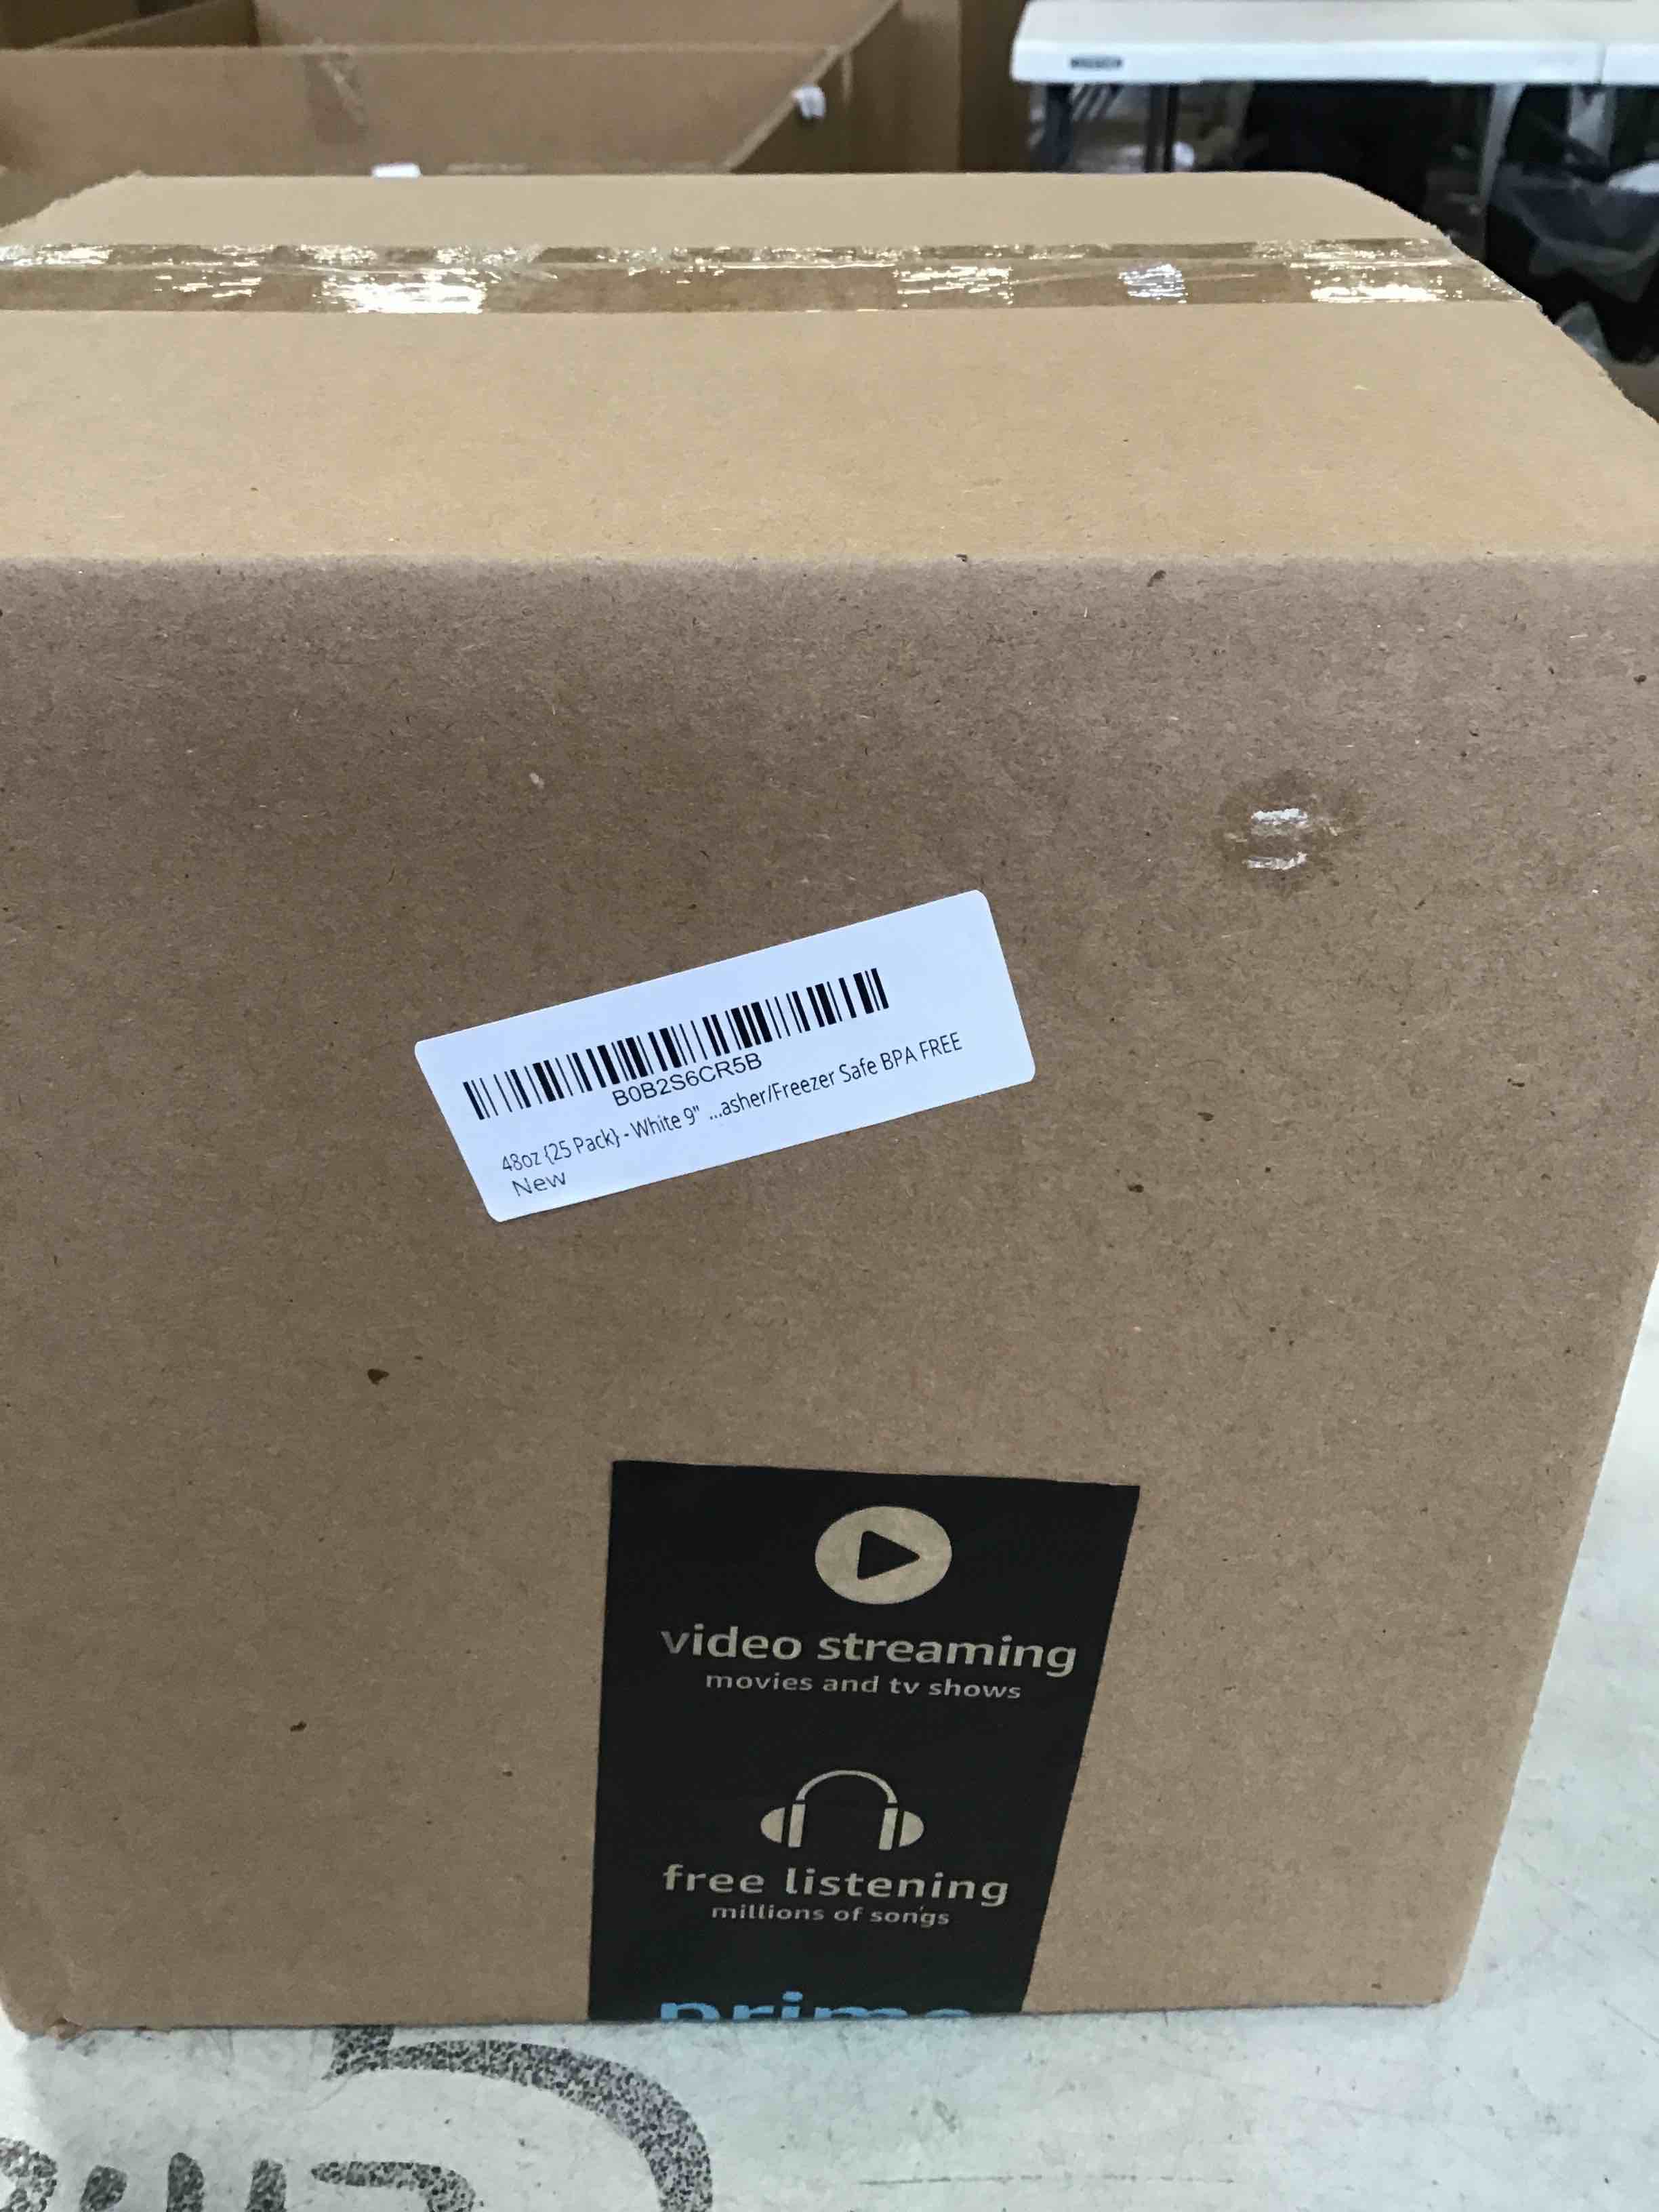 B0B2S6CR5B
48oz {25 Pack} - White 9" ...asher/Freezer Safe BPA FREE
New
video streaming
movies and tv shows
free listening
millions of songs
prime